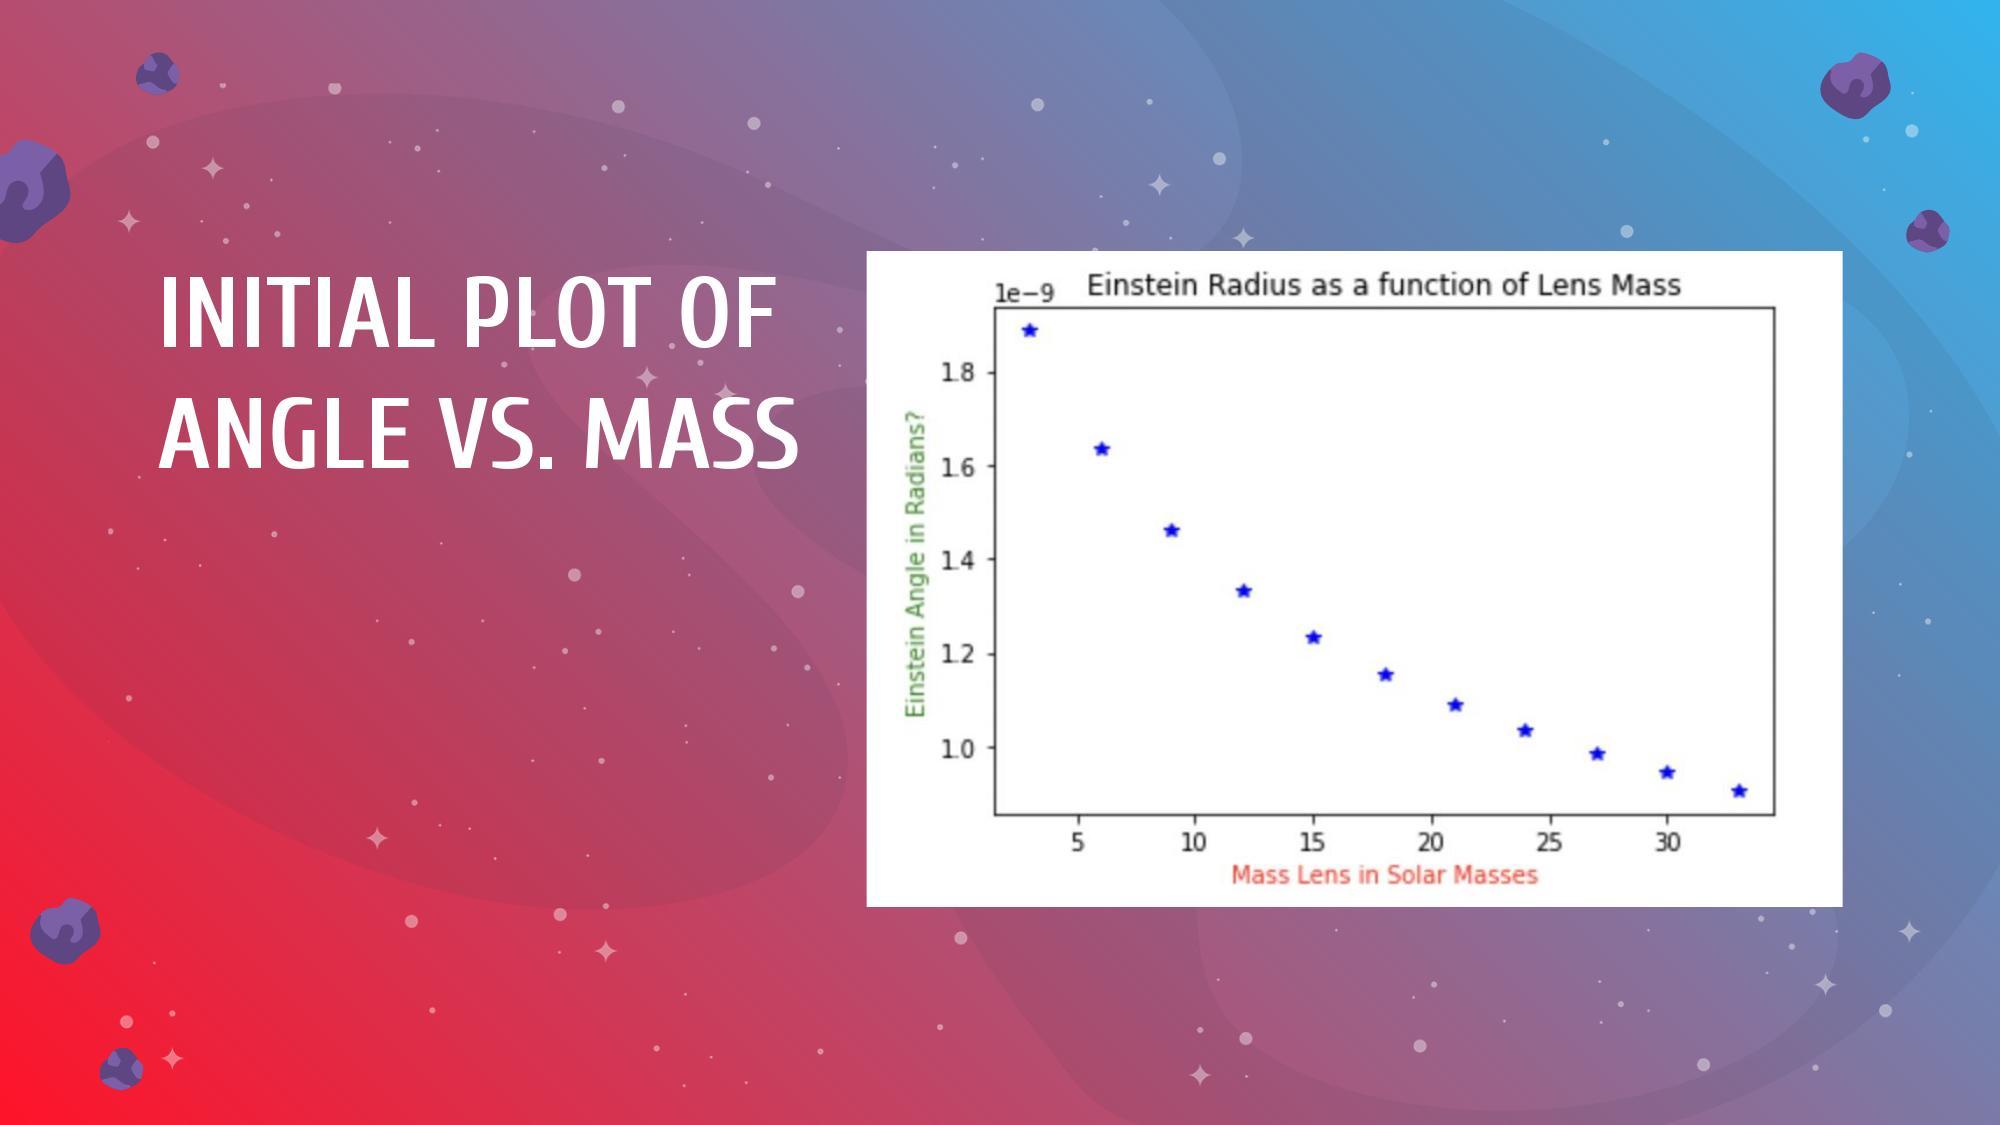 INITIAL PLOT OF
ANGLE VS. MASS
1e−9
Einstein Radius as a function of Lens Mass
Einstein Angle in Radians?
1.8
1.6
1.4
1.2
1.0
5 10 15 20 25 30
Mass Lens in Solar Masses